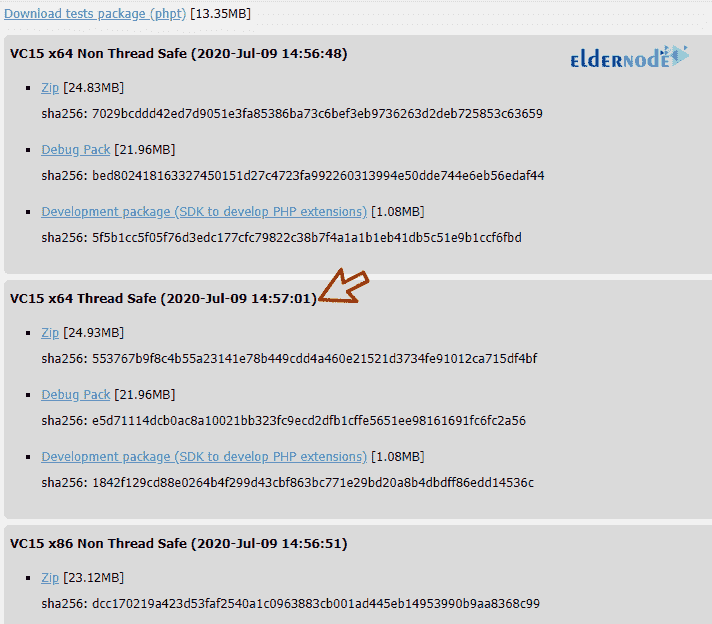 Download tests package (phpt) [13.35MB]
VC15 x64 Non Thread Safe (2020-Jul-09 14:56:48)
ELDERNODE
Zip [24.83MB]
sha256: 7029bcddd42ed7d9051e3fa85386ba73c6bef3eb9736263d2deb725853c63659
Debug Pack [21.96MB]
sha256: bed802418163327450151d27c4723fa992260313994e50dde744e6eb56edaf44
Development package (SDK to develop PHP extensions) [1.08MB]
sha256: 5f5b1cc5f05f76d3edc177cfc79822c38b7f4a1a1b1eb41db5c51e9b1ccf6fbd
VC15 x64 Thread Safe (2020-Jul-09 14:57:01)
Zip [24.93MB]
sha256: 553767b9f8c4b55a23141e78b449cdd4a460e21521d3734fe91012ca715df4bf
Debug Pack [21.96MB]
sha256: e5d71114dcb0ac8a10021bb323fc9ecd2dfb1cffe5651ee98161691fc6fc2a56
Development package (SDK to develop PHP extensions) [1.08MB]
sha256: 1842f129cd88e0264b4f299d43cbf863bc771e29bd20a8b4dbdff86edd14536c
VC15 x86 Non Thread Safe (2020-Jul-09 14:56:51)
Zip [23.12MB]
sha256: dcc170219a423d53faf2540a1c0963883cb001ad445eb14953990b9aa8368c99